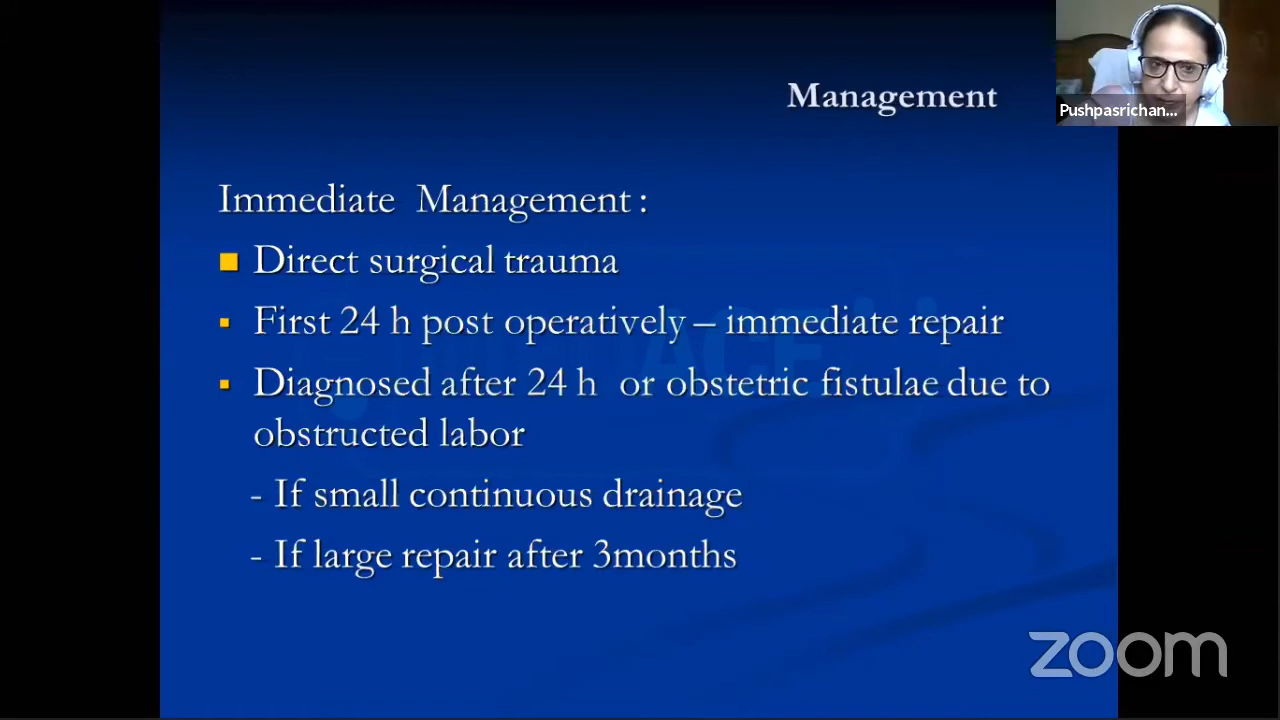 Management
Pushpasrichan...
Immediate Management :
Direct surgical trauma
First 24 h post operatively – immediate repair
Diagnosed after 24 h or obstetric fistulae due to
obstructed labor
- If small continuous drainage
- If large repair after 3months
zoom